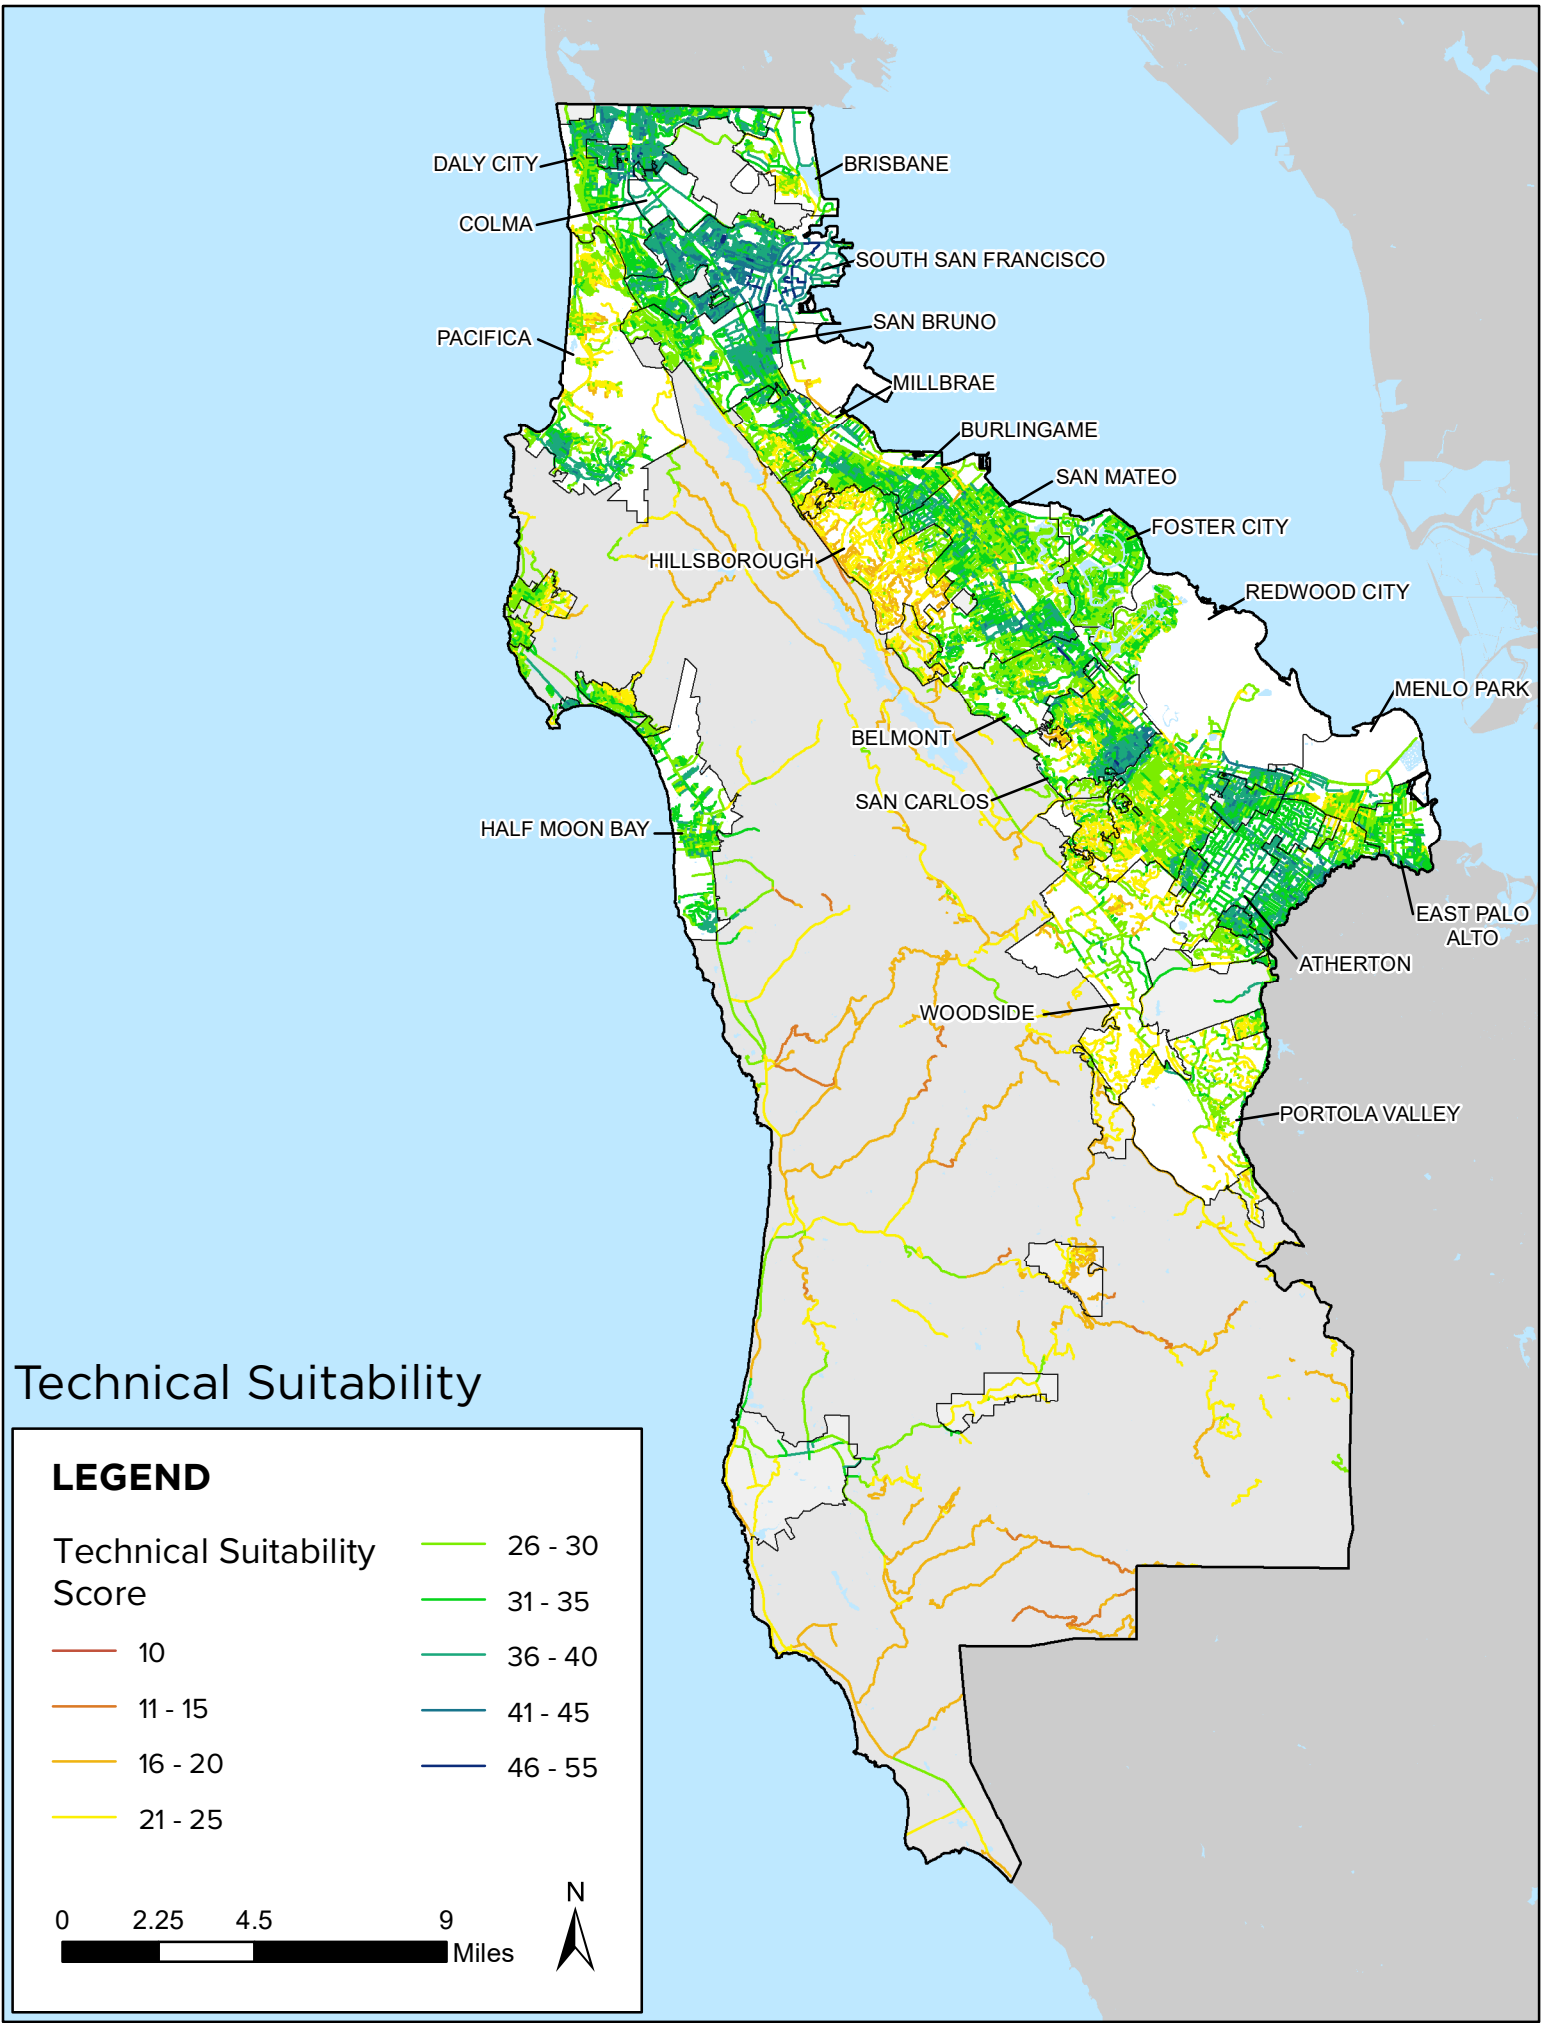 DALY CITY
BRISBANE
COLMA
SOUTH SAN FRANCISCO
SAN BRUNO
PACIFICA
MILLBRAE
BURLINGAME
SAN MATEO
FOSTER CITY
HILLSBOROUGH
REDWOOD CITY
MENLO PARK
BELMONT
SAN CARLOS
HALF MOON BAY
EAST PALO
ALTO
ATHERTON
WOODSIDE
PORTOLA VALLEY
Technical Suitability
LEGEND
Technical Suitability
Score
10
11 - 15
16 - 20
21 - 25
26 - 30
31 - 35
36 - 40
41 - 45
46 - 55
N
0 2.25 4.5 9
Miles